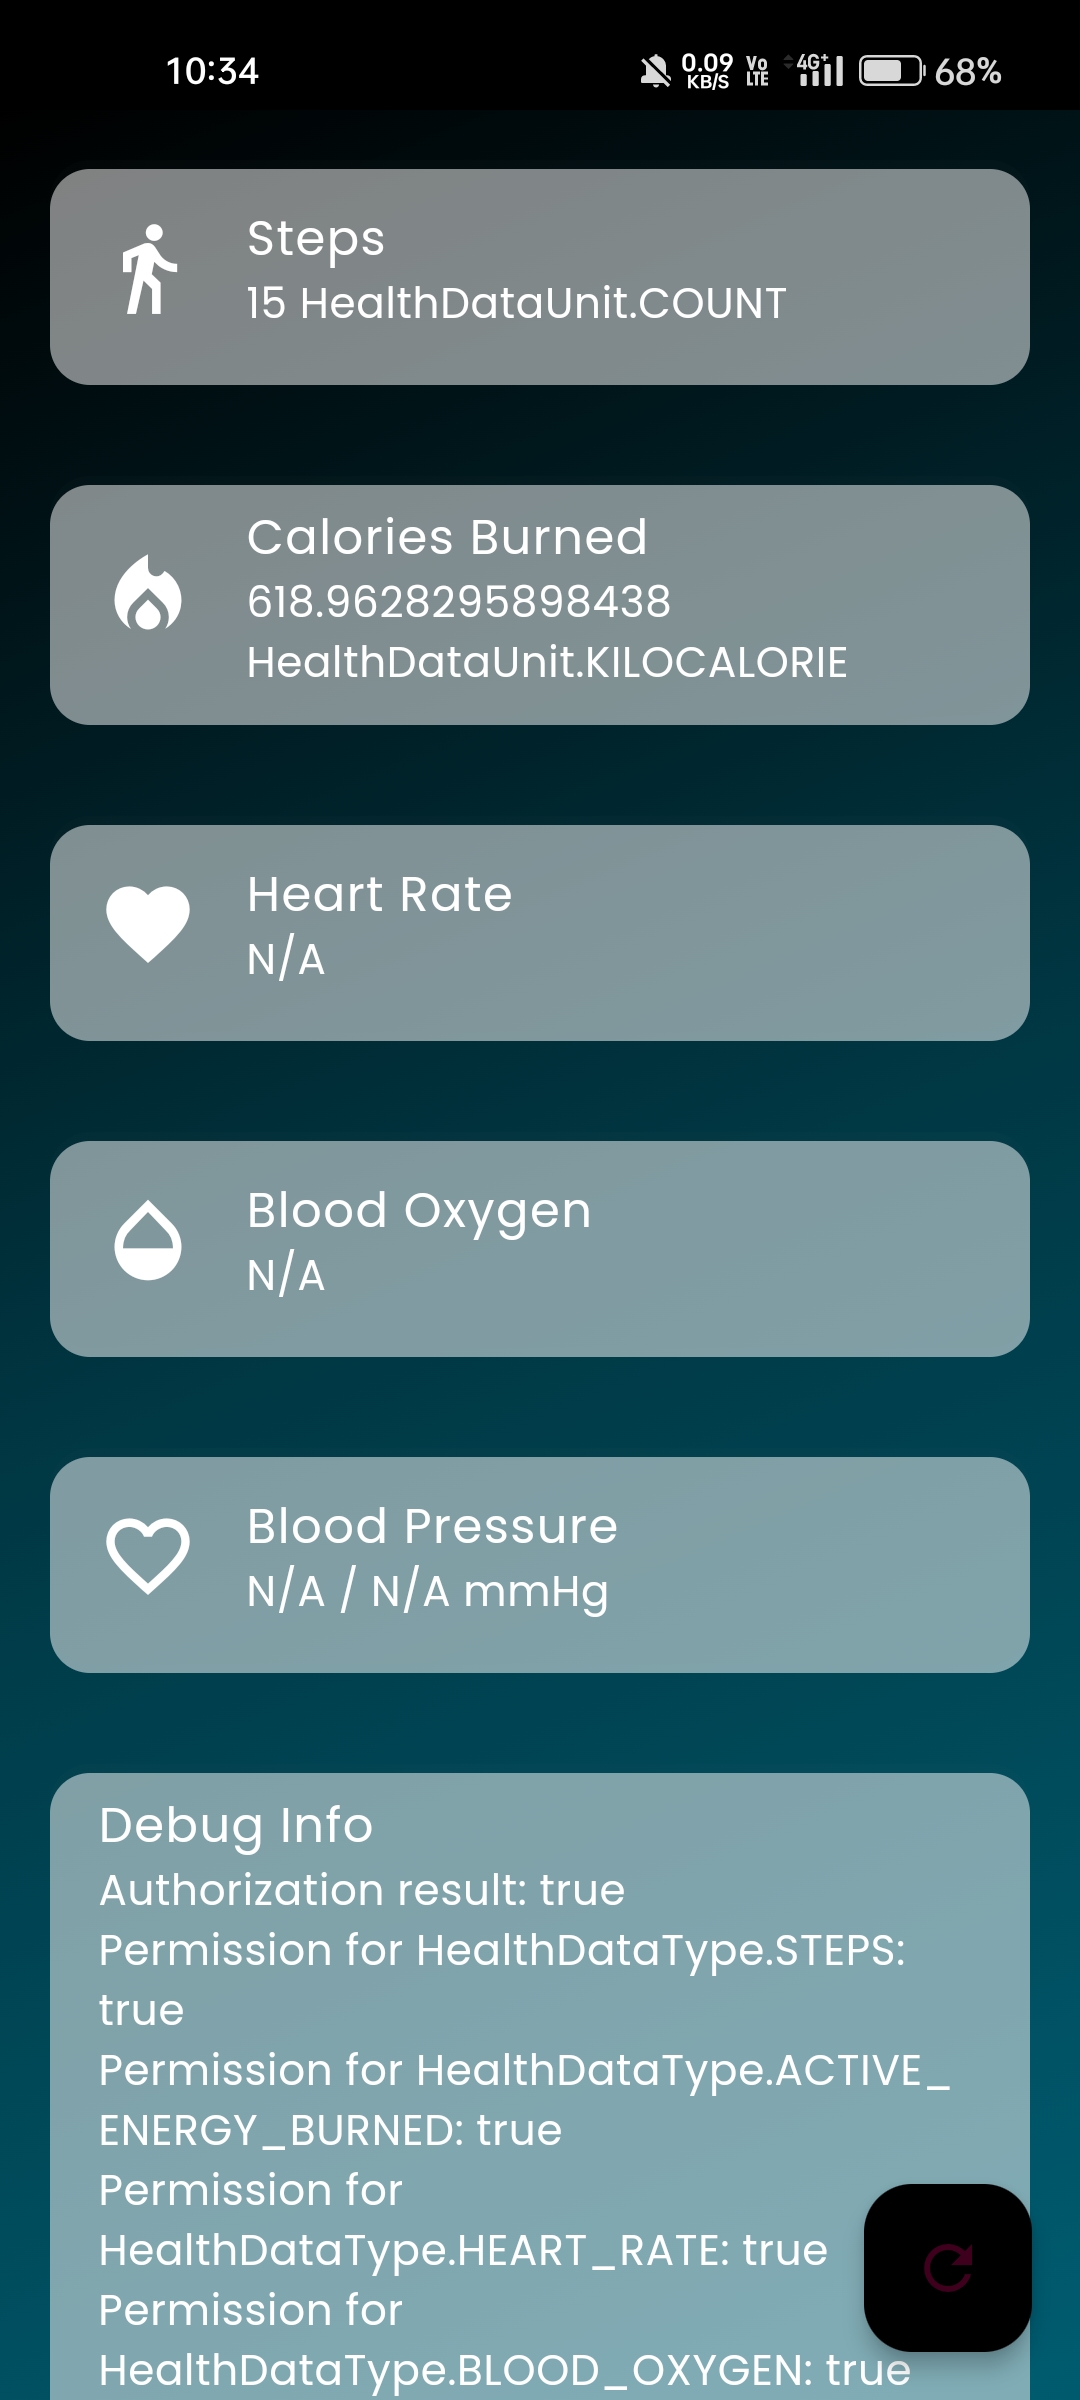 10:34
0.09
KB/S
Vo
LTE
4G+
68%
Steps
15 HealthDataUnit.COUNT
Calories Burned
618.9628295898438
HealthDataUnit.KILOCALORIE
Heart Rate
N/A
Blood Oxygen
N/A
Blood Pressure
N/A / N/A mmHg
Debug Info
Authorization result: true
Permission for HealthDataType.STEPS:
true
Permission for HealthDataType.ACTIVE_
ENERGY_BURNED: true
Permission for
HealthDataType.HEART_RATE: true
Permission for
HealthDataType.BLOOD_OXYGEN: true